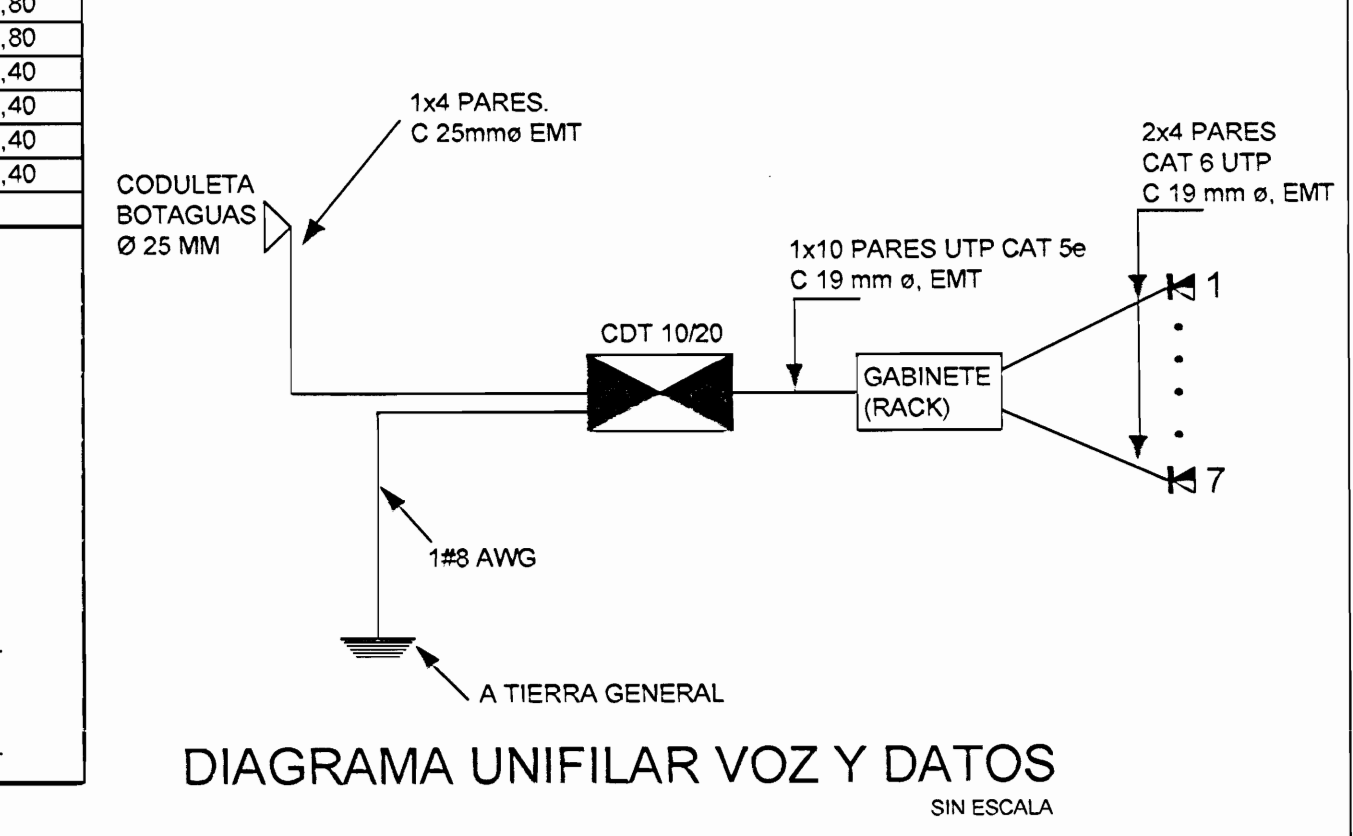 ,80
,80
,40
,40
,40
,40
1x4 PARES.
C 25mmø EMT
CODULETA
BOTAGUAS
Ø 25 MM
2x4 PARES
CAT 6 UTP
C 19 mm ø, EMT
1x10 PARES UTP CAT 5e
C 19 mm ø, EMT
CDT 10/20
GABINETE
(RACK)
1
7
1#8 AWG
A TIERRA GENERAL
DIAGRAMA UNIFILAR VOZ Y DATOS
SIN ESCALA